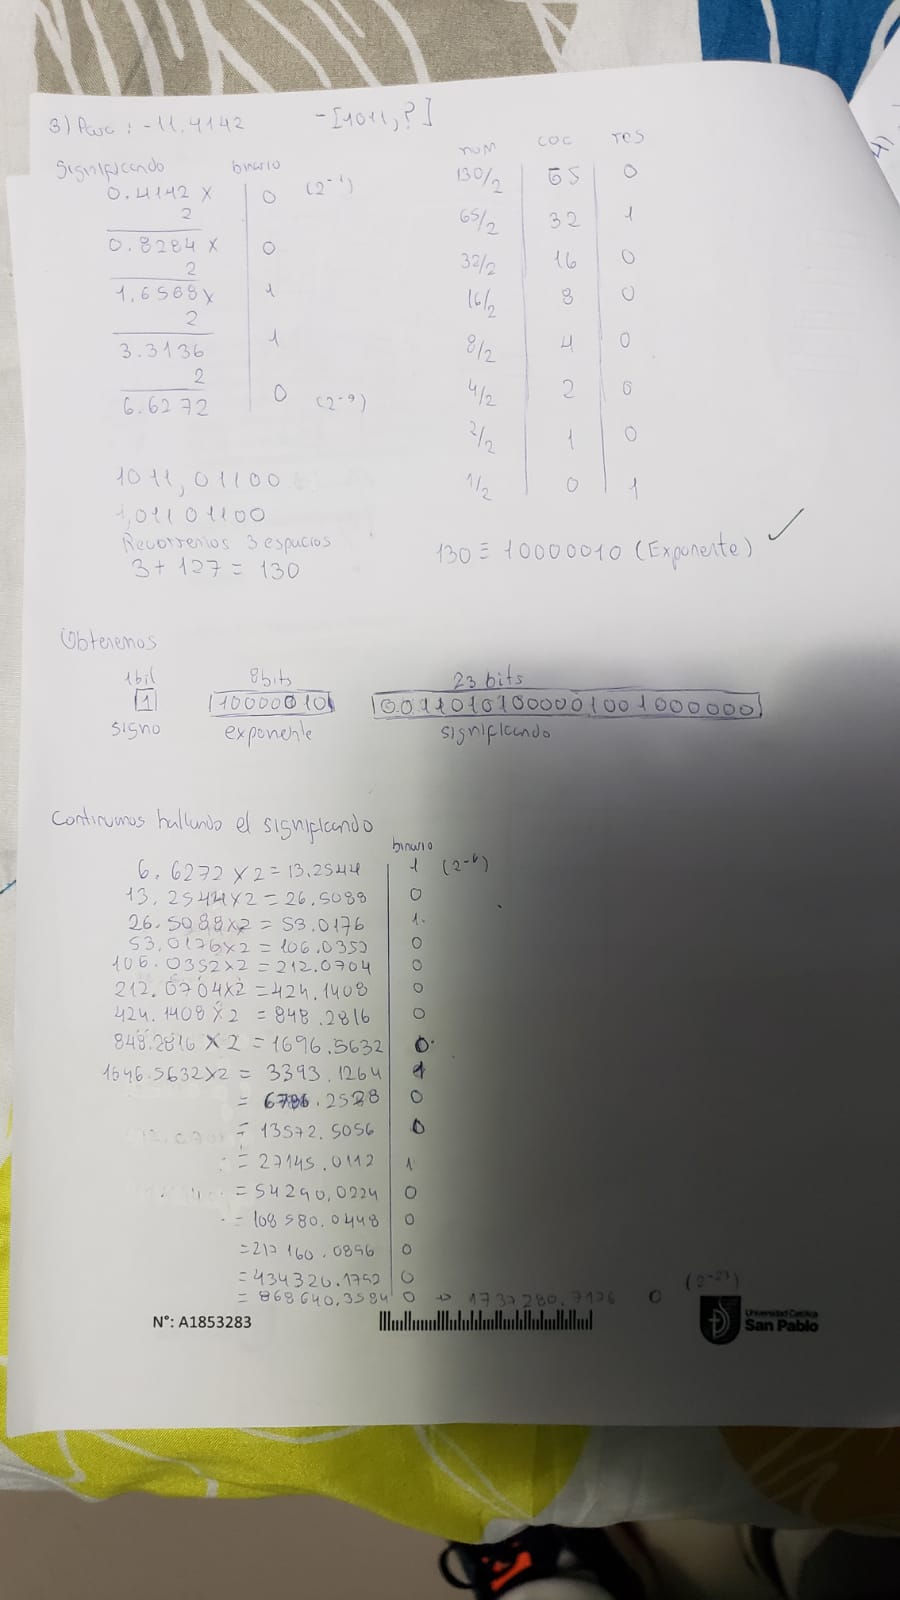 3) Para : -11.4142 -[1011,?]
Significando binario
0.4142 x 0 (2⁻¹)
2
0.8284 x 0
2
1,6568x 1
2
3.3136 1
2
6.6272 0 (2⁻⁹)
1011,01100
1,01101100
Recorremos 3 espacios
3+127 = 130
num coc res
130/2 65 0
65/2 32 1
32/2 16 0
16/2 8 0
8/2 4 0
4/2 2 0
2/2 1 0
1/2 0 1
130 ≡ 10000010 (Exponente) ✓
Obtenemos
1bit 8bits 23 bits
1 10000010 00110101000001001000000
signo exponente significando
Continuamos hallando el significando
binario
6.6272 x2 = 13.2544 1 (2⁻⁶)
13.2544x2 = 26.5088 0
26.5088x2 = 53.0176 1.
53.0176x2 = 106.0352 0
106.0352x2 = 212.0704 0
212.0704x2 = 424.1408 0
424.1408 x2 = 848.2816 0
848.2816 x 2 = 1696.5632 0
1696.5632x2 = 3393.1264 1
= 6786.2528 0
= 13572.5056 0
= 27145.0112 1
= 54290,0224 0
= 108580.0448 0
= 217160.0896 0
= 434320.1792 0
= 868640.3584 0 → 1737280.7176 0 (2⁻²³)
N°: A1853283
Universidad Católica
San Pablo